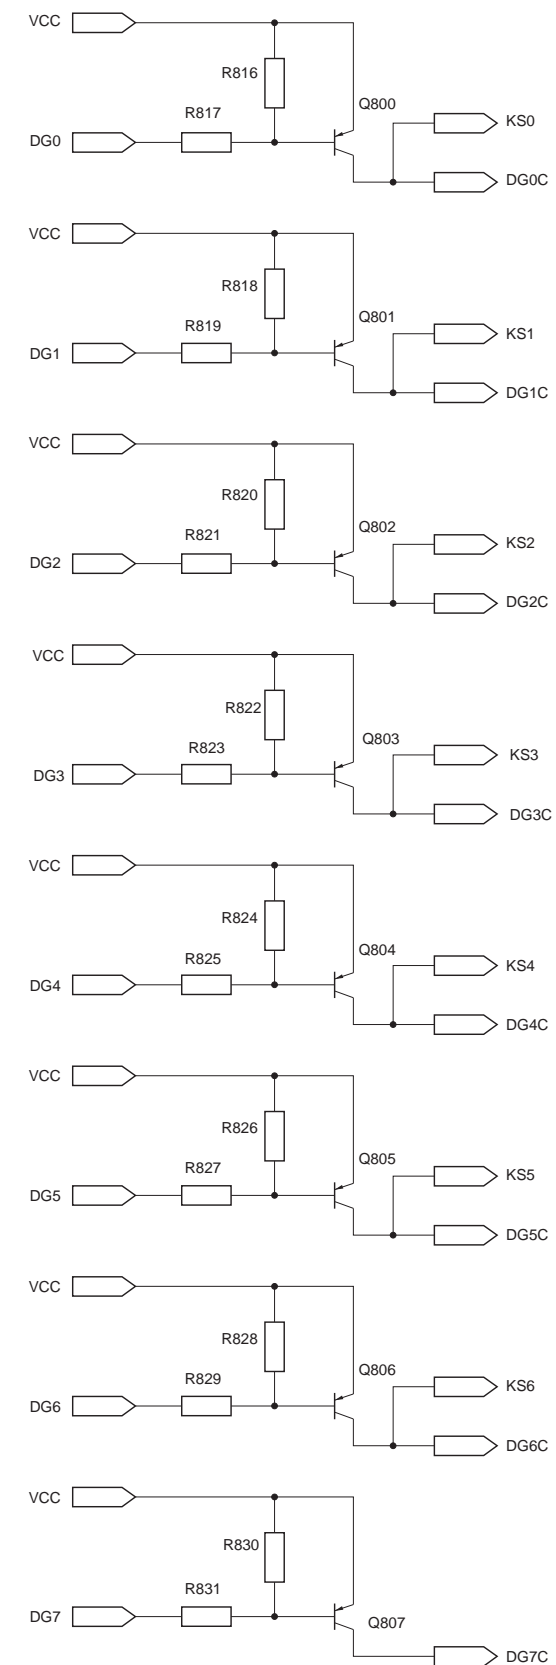 VCC
R816
Q800
R817
KS0
DG0
DG0C
VCC
R818
Q801
R819
KS1
DG1
DG1C
VCC
R820
Q802
R821
KS2
DG2
DG2C
VCC
R822
Q803
R823
KS3
DG3
DG3C
VCC
R824
Q804
R825
KS4
DG4
DG4C
VCC
R826
Q805
R827
KS5
DG5
DG5C
VCC
R828
Q806
R829
KS6
DG6
DG6C
VCC
R830
R831
DG7
Q807
DG7C